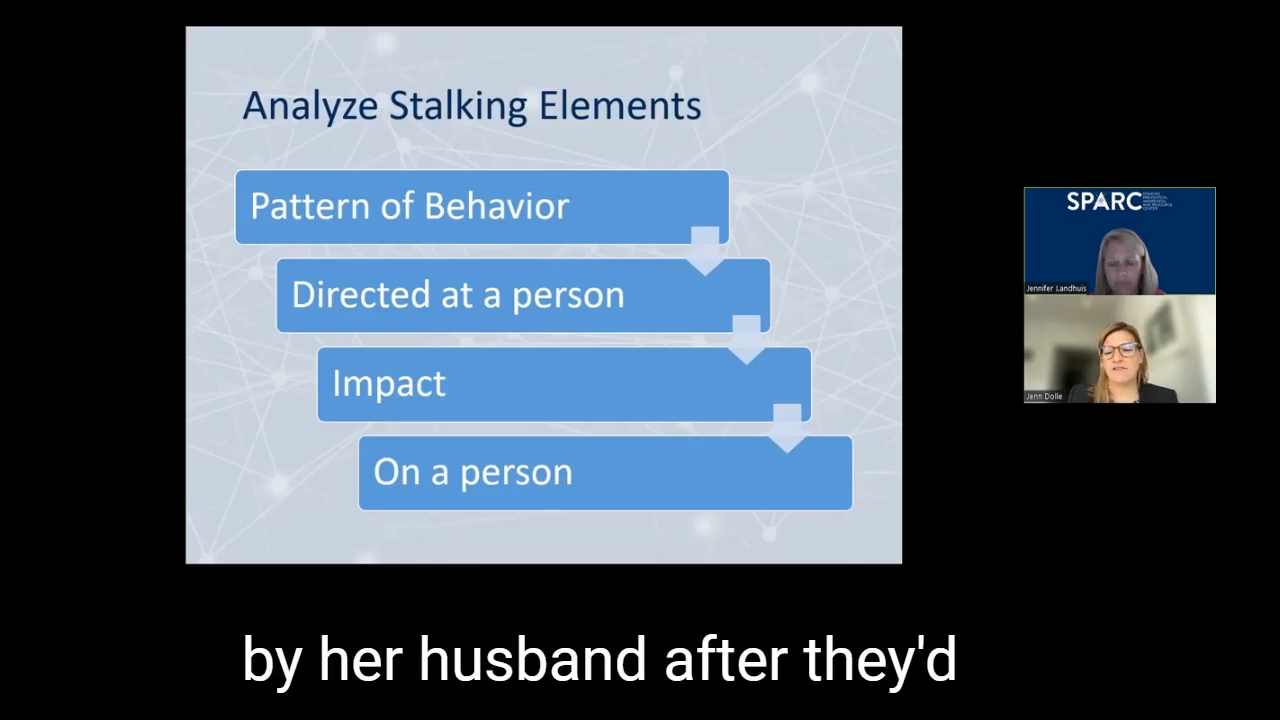 Analyze Stalking Elements
Pattern of Behavior
Directed at a person
Impact
On a person
SPARC
Jennifer Landhuis
Jenn Dolle
by her husband after they'd